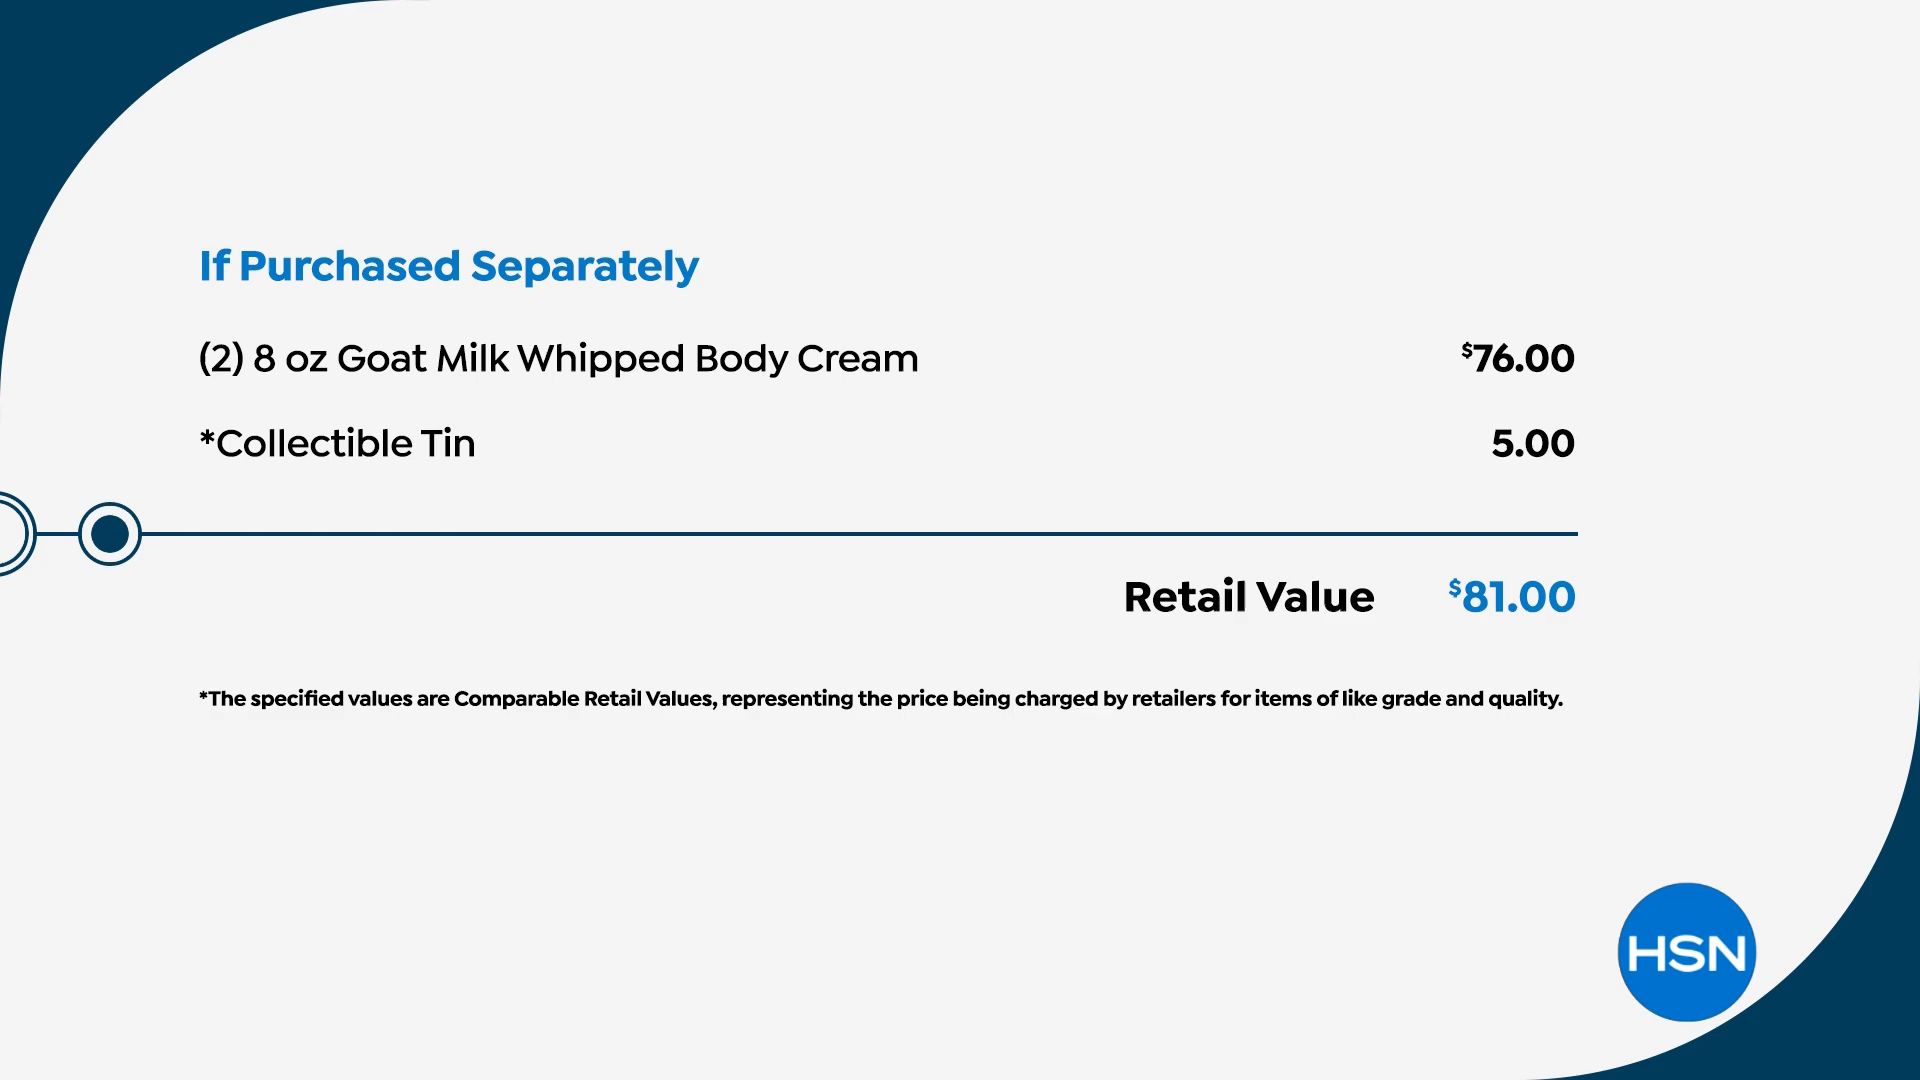 If Purchased Separately
(2) 8 oz Goat Milk Whipped Body Cream $76.00
*Collectible Tin 5.00
Retail Value $81.00
*The specified values are Comparable Retail Values, representing the price being charged by retailers for items of like grade and quality.
HSN